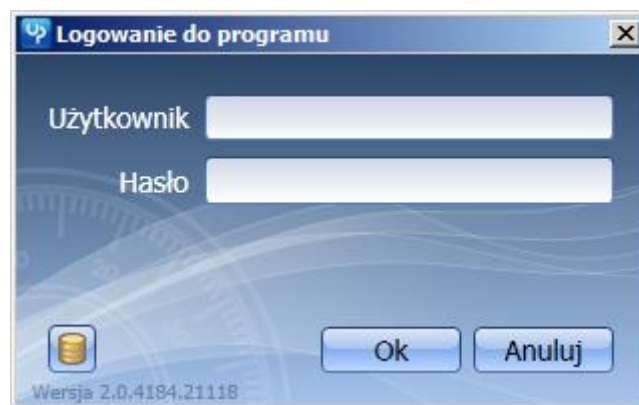 Logowanie do programu
Użytkownik
Hasło
Ok Anuluj
Wersja 2.0.4184.21118